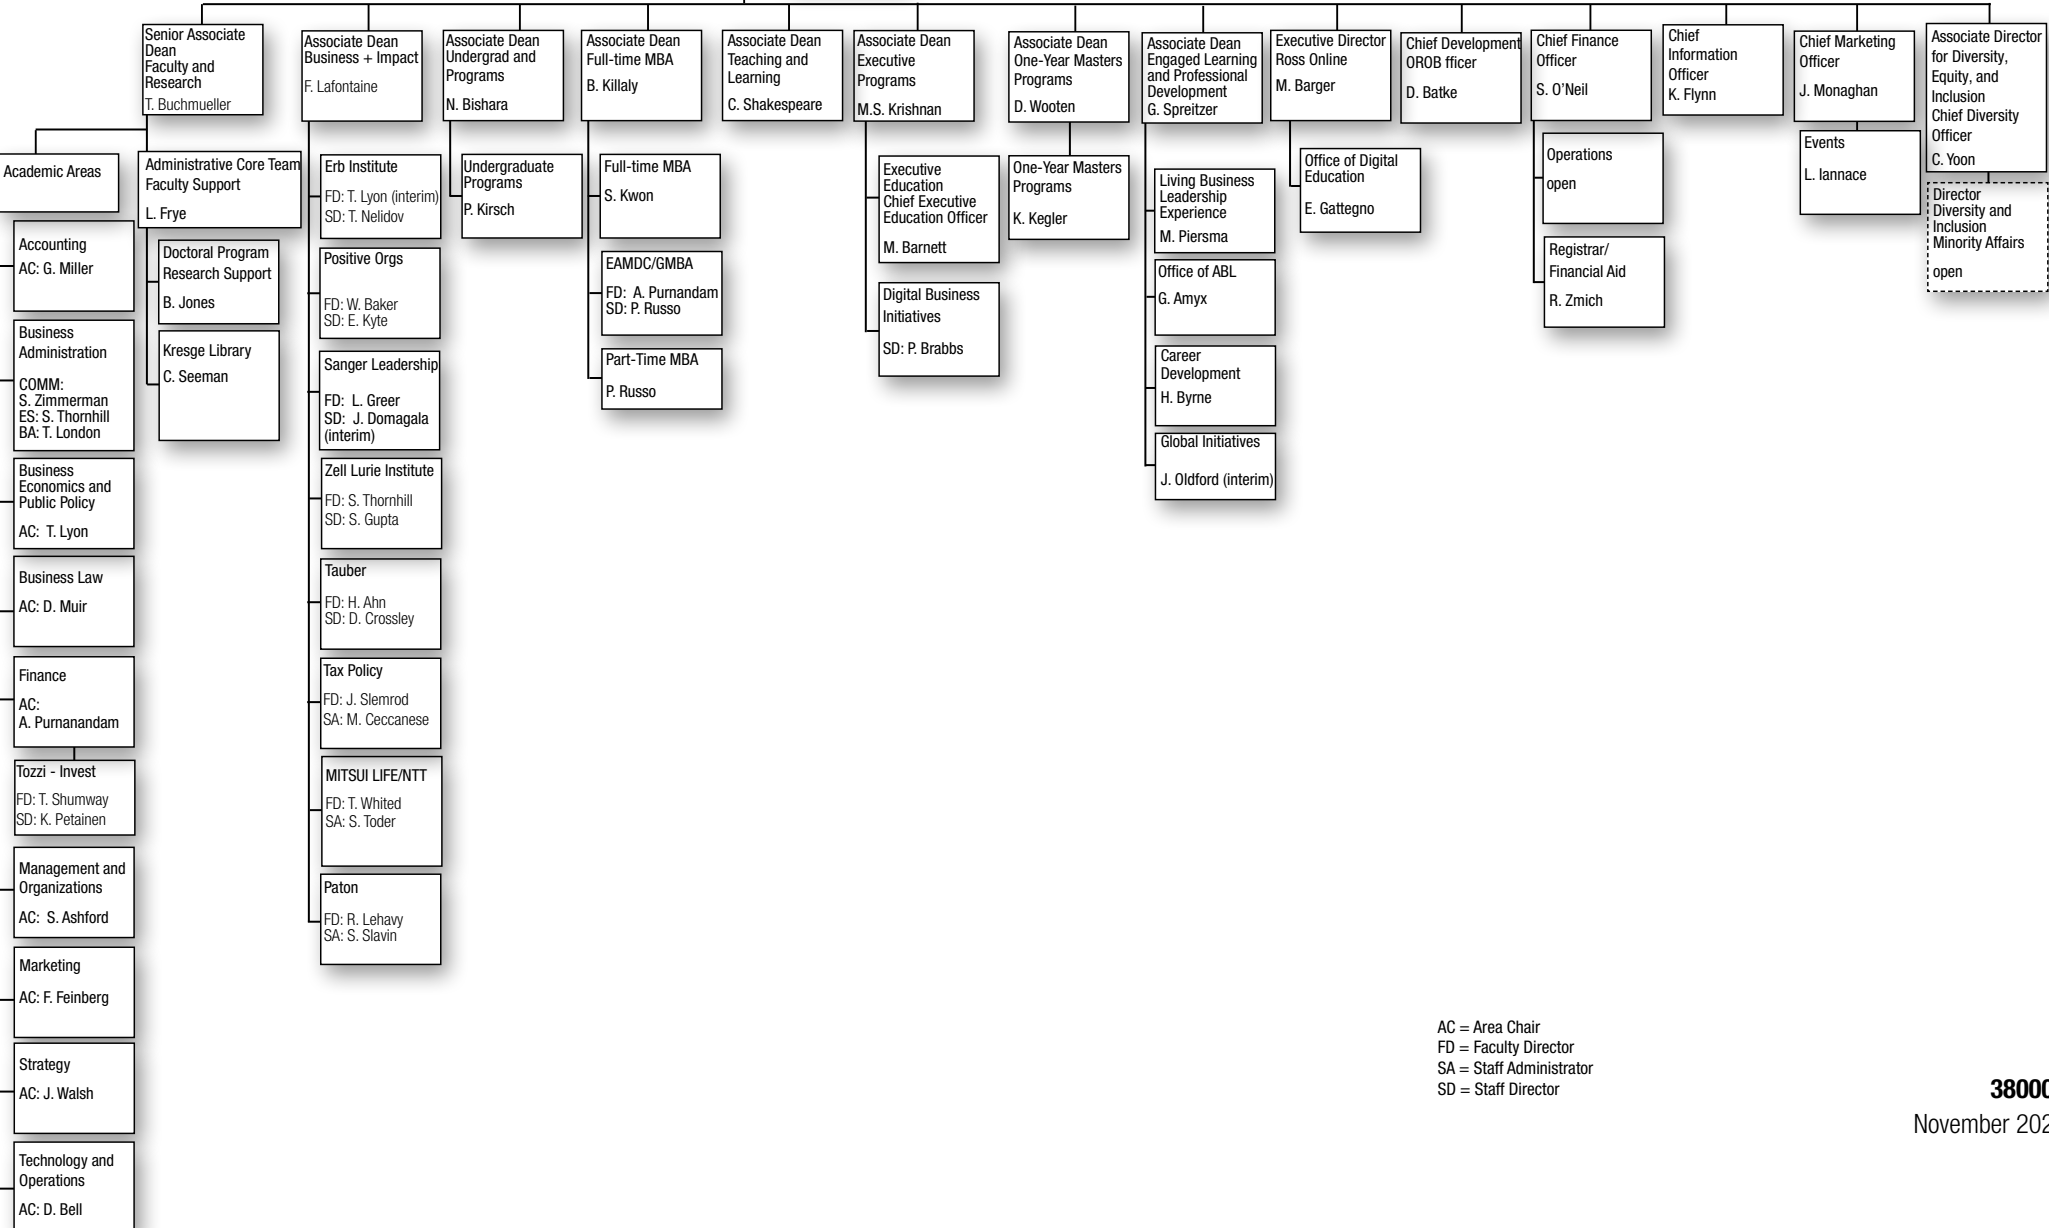 Senior Associate
Dean
Faculty and
Research
T. Buchmueller
Associate Dean
Business + Impact
F. Lafontaine
Associate Dean
Undergrad and
Programs
N. Bishara
Associate Dean
Full-time MBA
B. Killaly
Associate Dean
Teaching and
Learning
C. Shakespeare
Associate Dean
Executive
Programs
M.S. Krishnan
Associate Dean
One-Year Masters
Programs
D. Wooten
Associate Dean
Engaged Learning
and Professional
Development
G. Spreitzer
Executive Director
Ross Online
M. Barger
Chief Development
OROB fficer
D. Batke
Chief Finance
Officer
S. O'Neil
Chief
Information
Officer
K. Flynn
Chief Marketing
Officer
J. Monaghan
Associate Director
for Diversity,
Equity, and
Inclusion
Chief Diversity
Officer
C. Yoon
Academic Areas
Administrative Core Team
Faculty Support
L. Frye
Doctoral Program
Research Support
B. Jones
Kresge Library
C. Seeman
Accounting
AC: G. Miller
Business
Administration
COMM:
S. Zimmerman
ES: S. Thornhill
BA: T. London
Business
Economics and
Public Policy
AC: T. Lyon
Business Law
AC: D. Muir
Finance
AC:
A. Purnanandam
Tozzi - Invest
FD: T. Shumway
SD: K. Petainen
Management and
Organizations
AC: S. Ashford
Marketing
AC: F. Feinberg
Strategy
AC: J. Walsh
Technology and
Operations
AC: D. Bell
Erb Institute
FD: T. Lyon (interim)
SD: T. Nelidov
Positive Orgs
FD: W. Baker
SD: E. Kyte
Sanger Leadership
FD: L. Greer
SD: J. Domagala
(interim)
Zell Lurie Institute
FD: S. Thornhill
SD: S. Gupta
Tauber
FD: H. Ahn
SD: D. Crossley
Tax Policy
FD: J. Slemrod
SA: M. Ceccanese
MITSUI LIFE/NTT
FD: T. Whited
SA: S. Toder
Paton
FD: R. Lehavy
SA: S. Slavin
Undergraduate
Programs
P. Kirsch
Full-time MBA
S. Kwon
EAMDC/GMBA
FD: A. Purnandam
SD: P. Russo
Part-Time MBA
P. Russo
Executive
Education
Chief Executive
Education Officer
M. Barnett
Digital Business
Initiatives
SD: P. Brabbs
One-Year Masters
Programs
K. Kegler
Living Business
Leadership
Experience
M. Piersma
Office of ABL
G. Amyx
Career
Development
H. Byrne
Global Initiatives
J. Oldford (interim)
Office of Digital
Education
E. Gattegno
Operations
open
Registrar/
Financial Aid
R. Zmich
Events
L. Iannace
Director
Diversity and
Inclusion
Minority Affairs
open
AC = Area Chair
FD = Faculty Director
SA = Staff Administrator
SD = Staff Director
38000
November 202